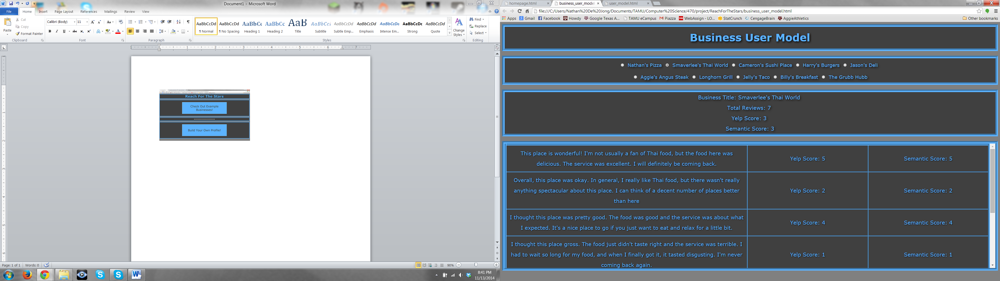 Document1 - Microsoft Word
File Home Insert Page Layout References Mailings Review View
Paste
Cut
Copy
Format Painter
Clipboard
Calibri (Body) 11
Font
Paragraph
AaBbCcDd AaBbCcDd AaBbCc AaBbCc AaB AaBbCcI AaBbCcDd AaBbCcDd AaBbCcDd AaBbCcDc AaBbCcDd
¶ Normal ¶ No Spacing Heading 1 Heading 2 Title Subtitle Subtle Emp... Emphasis Intense Em... Strong Quote
Styles
Change
Styles
Find
Replace
Select
Editing
Reach For The Stars
Check Out Example
Businesses!
Build Your Own Profile!
Page: 1 of 1 Words: 0
90%
8:41 PM
11/13/2014
homepage.html business_user_model user_model.html
file:///C:/Users/Nathan%20De%20Jong/Documents/TAMU/Computer%20Science/470/project/ReachForTheStars/business_user_model.html
Apps Gmail Facebook Howdy Google Texas A... TAMU eCampus Piazza WebAssign - LO... StatCrunch CengageBrain AggieAthletics Other bookmarks
Business User Model
Nathan's Pizza Smaverlee's Thai World Cameron's Sushi Place Harry's Burgers Jason's Deli
Aggie's Angus Steak Longhorn Grill Jelly's Taco Billy's Breakfast The Grubb Hubb
Business Title: Smaverlee's Thai World
Total Reviews: 7
Yelp Score: 3
Semantic Score: 3
This place is wonderful! I'm not usually a fan of Thai food, but the food here was
delicious. The service was excellent. I will definitely be coming back.
Yelp Score: 5
Semantic Score: 5
Overall, this place was okay. In general, I really like Thai food, but there wasn't really
anything spectacular about this place. I can think of a decent number of places better
than here
Yelp Score: 2
Semantic Score: 2
I thought this place was pretty good. The food was good and the service was about what
I expected. It's a nice place to go if you just want to eat and relax for a little bit.
Yelp Score: 4
Semantic Score: 4
I thought this place gross. The food just didn't taste right and the service was terrible. I
had to wait so long for my food, and when I finally got it, it tasted disgusting. I'm never
coming back again.
Yelp Score: 1
Semantic Score: 1